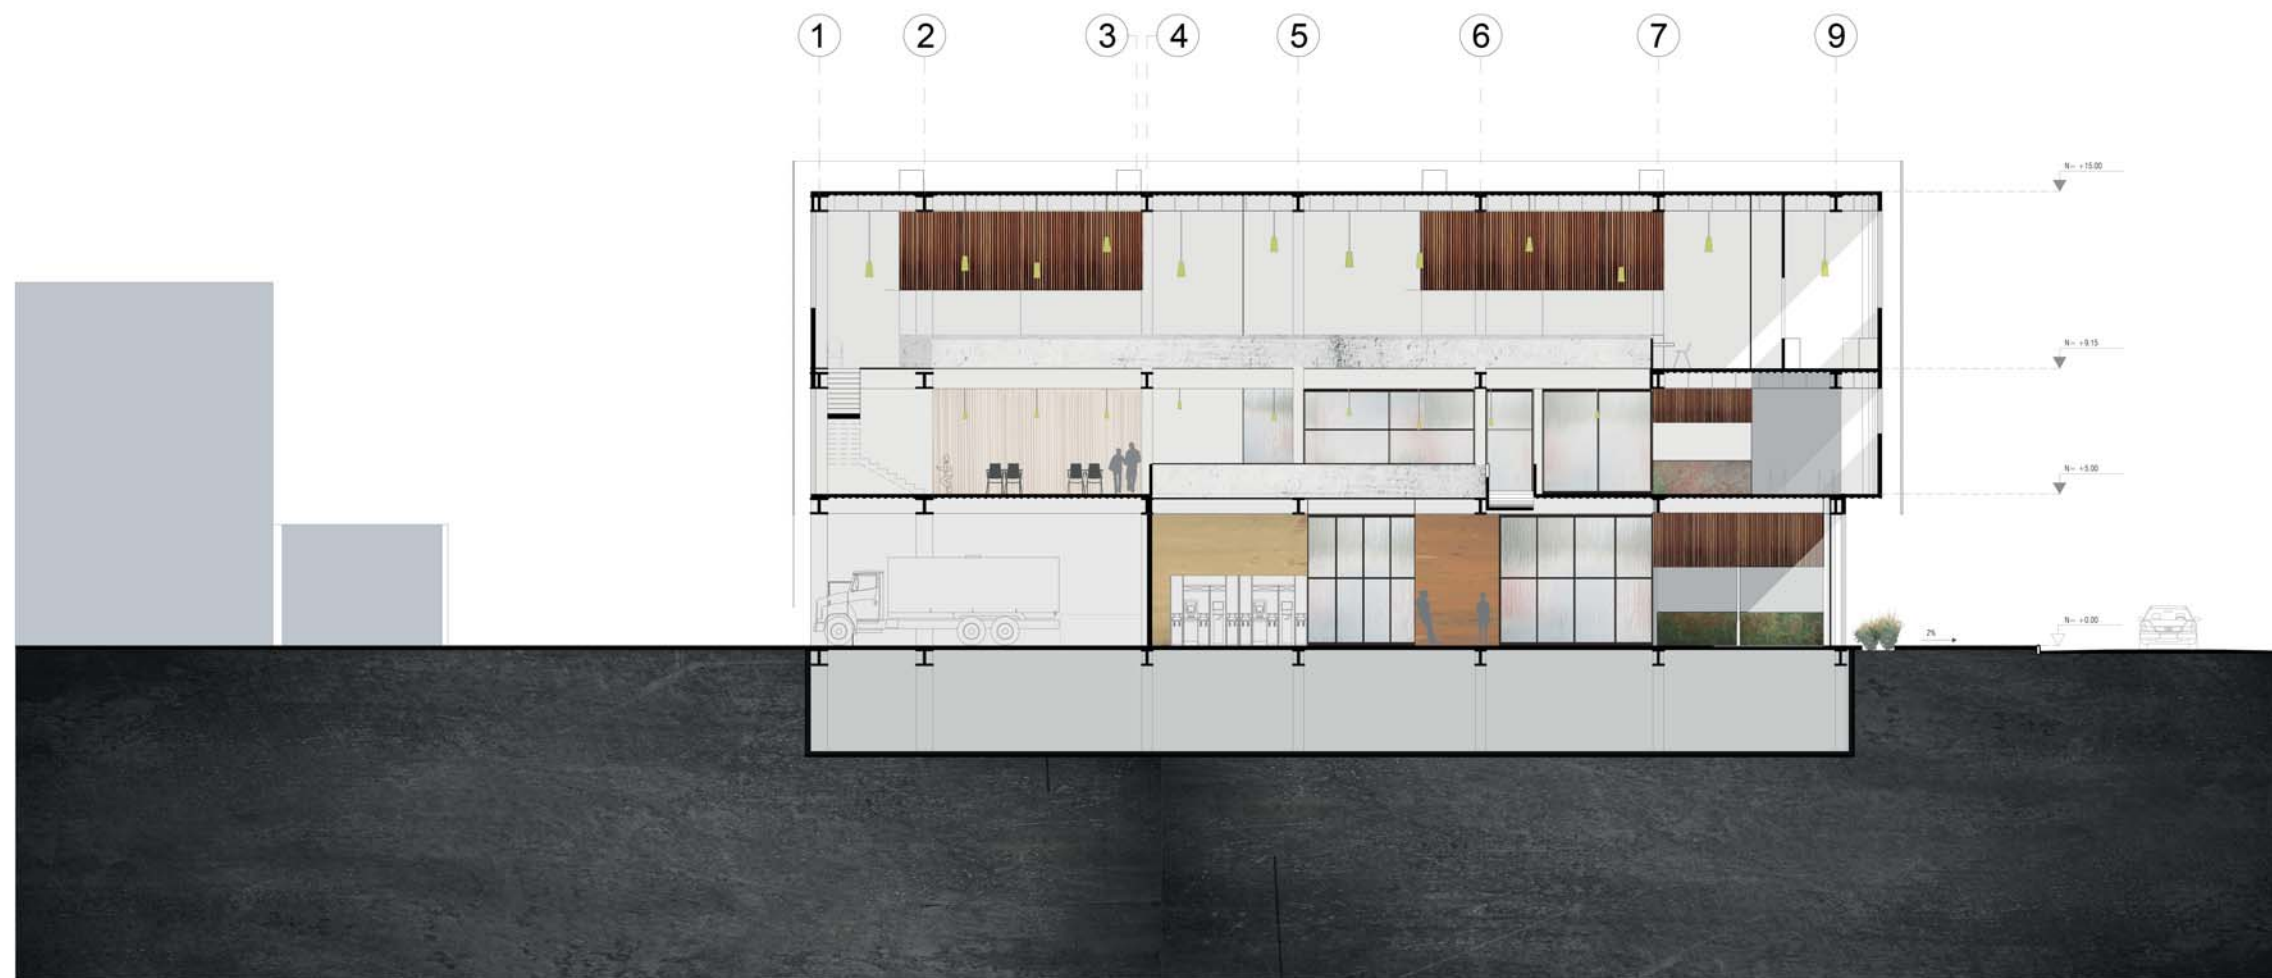 1 2 3 4 5 6 7 9
N= +15.00
N= +9.15
N= +5.00
N= +0.00
2%